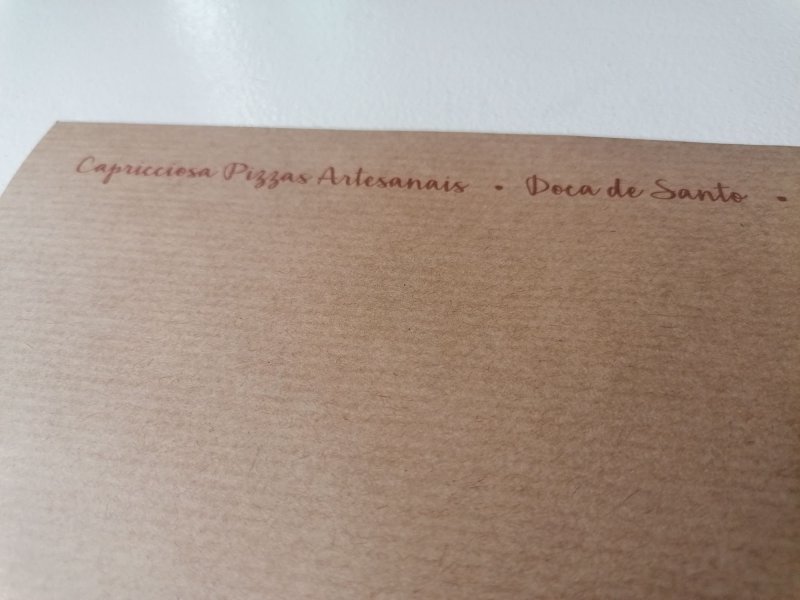 Capricciosa Pizzas Artesanais • Doca de Santo •